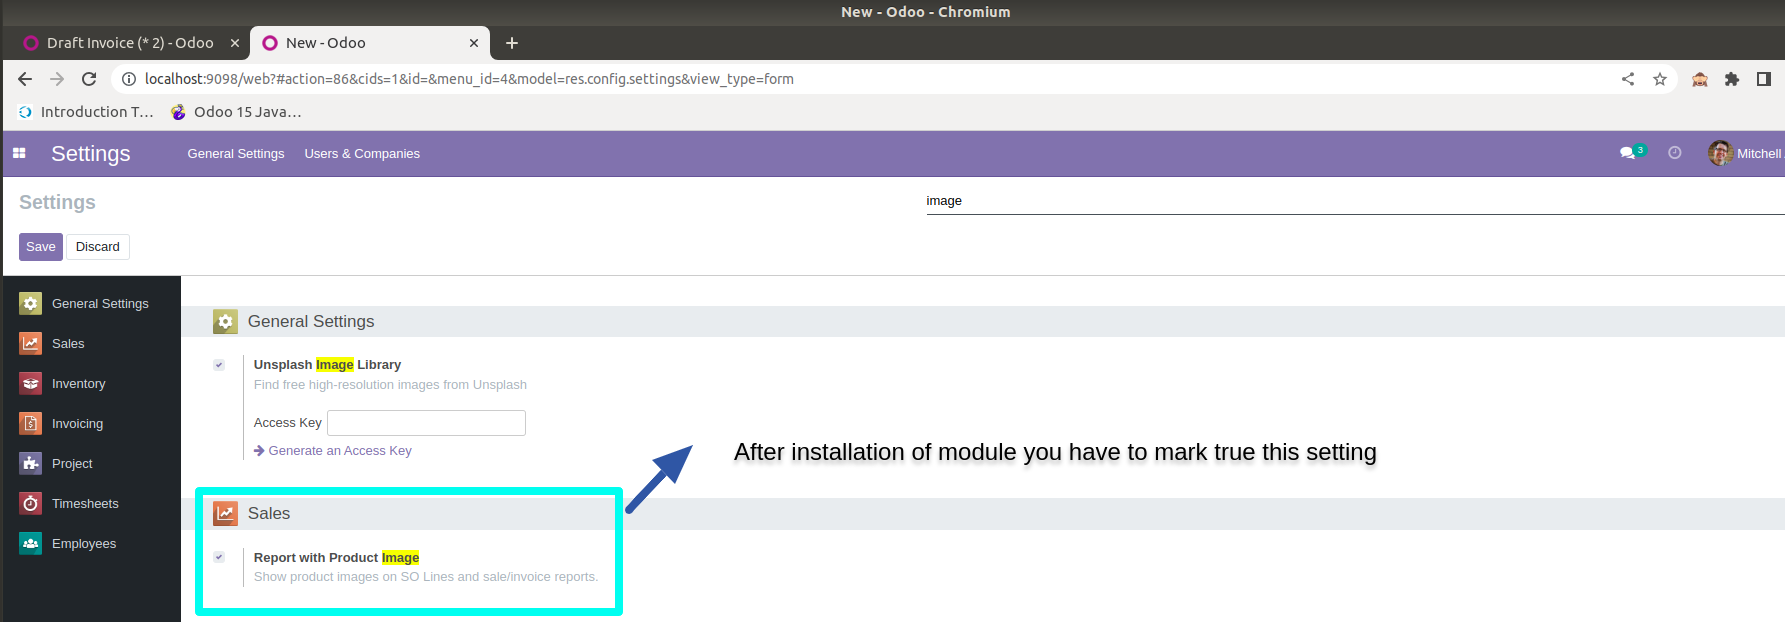 New - Odoo - Chromium
Draft Invoice (* 2) - Odoo
New - Odoo
localhost:9098/web?#action=86&cids=1&id=&menu_id=4&model=res.config.settings&view_type=form
Introduction T...
Odoo 15 Java...
Settings General Settings Users & Companies 3 Mitchell
Settings
image
Save Discard
General Settings
Sales
Inventory
Invoicing
Project
Timesheets
Employees
General Settings
Unsplash Image Library
Find free high-resolution images from Unsplash
Access Key
Generate an Access Key
After installation of module you have to mark true this setting
Sales
Report with Product Image
Show product images on SO Lines and sale/invoice reports.